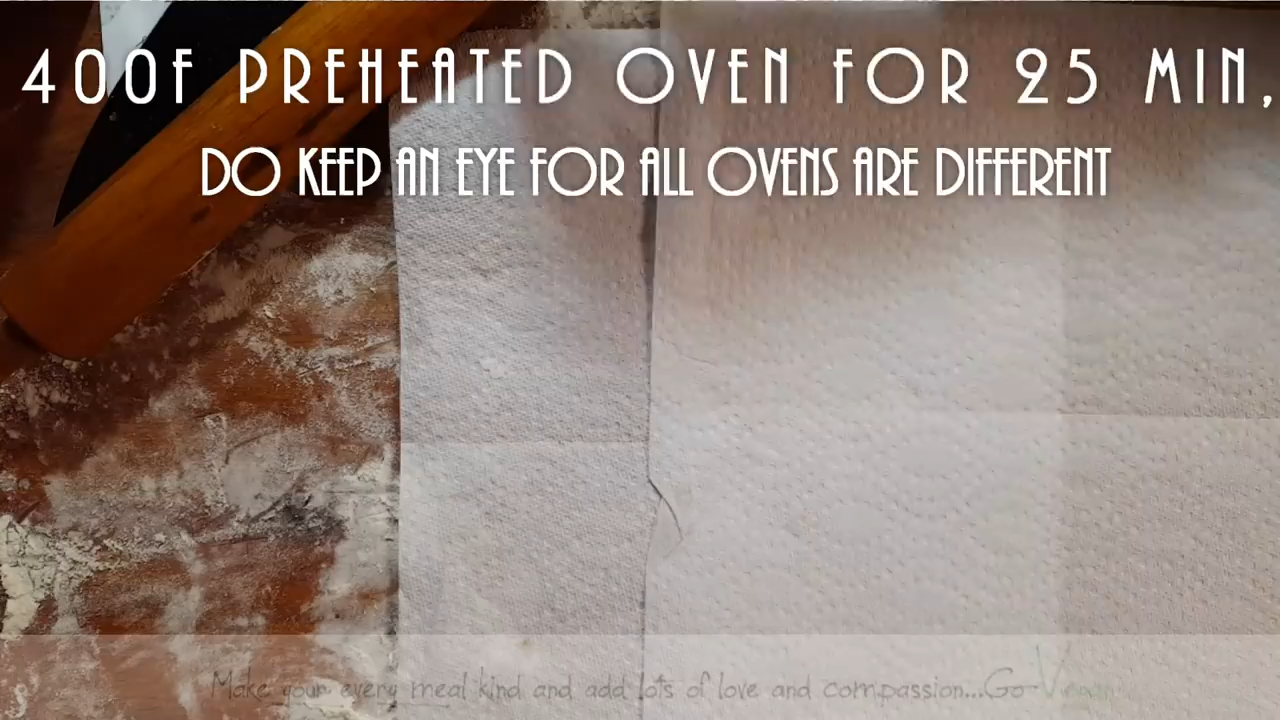 400F PREHEATED OVEN FOR 25 MIN,
DO KEEP AN EYE FOR ALL OVENS ARE DIFFERENT
Make your every meal kind and add lots of love and compassion...Go Vegan